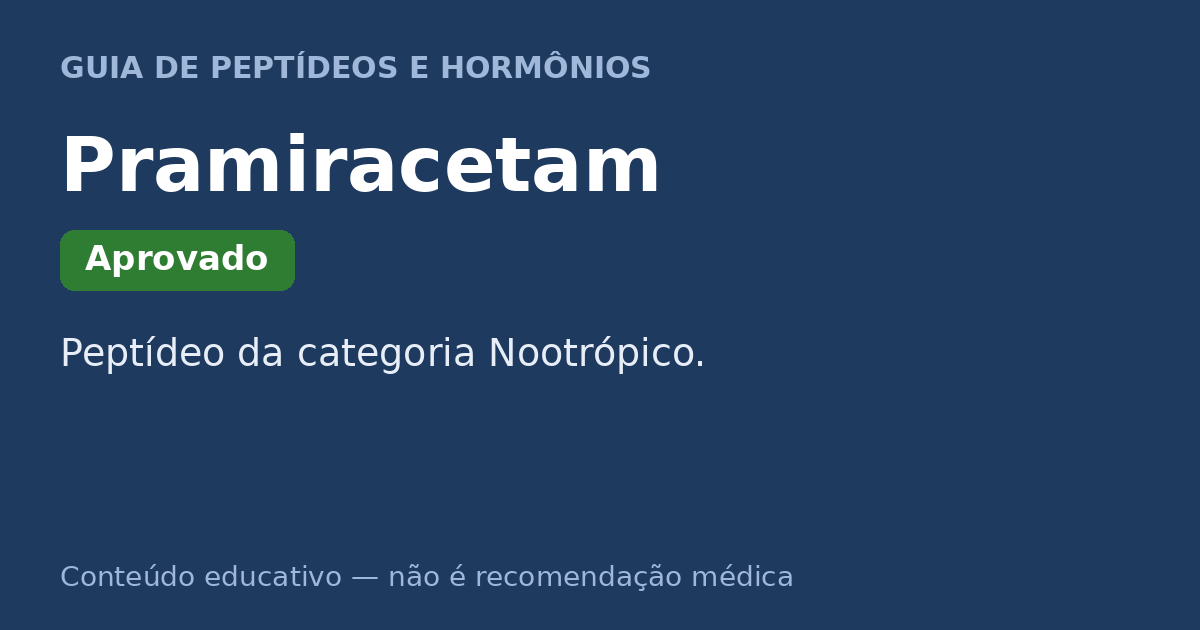 GUIA DE PEPTÍDEOS E HORMÔNIOS
Pramiracetam
Aprovado
Peptídeo da categoria Nootrópico.
Conteúdo educativo — não é recomendação médica